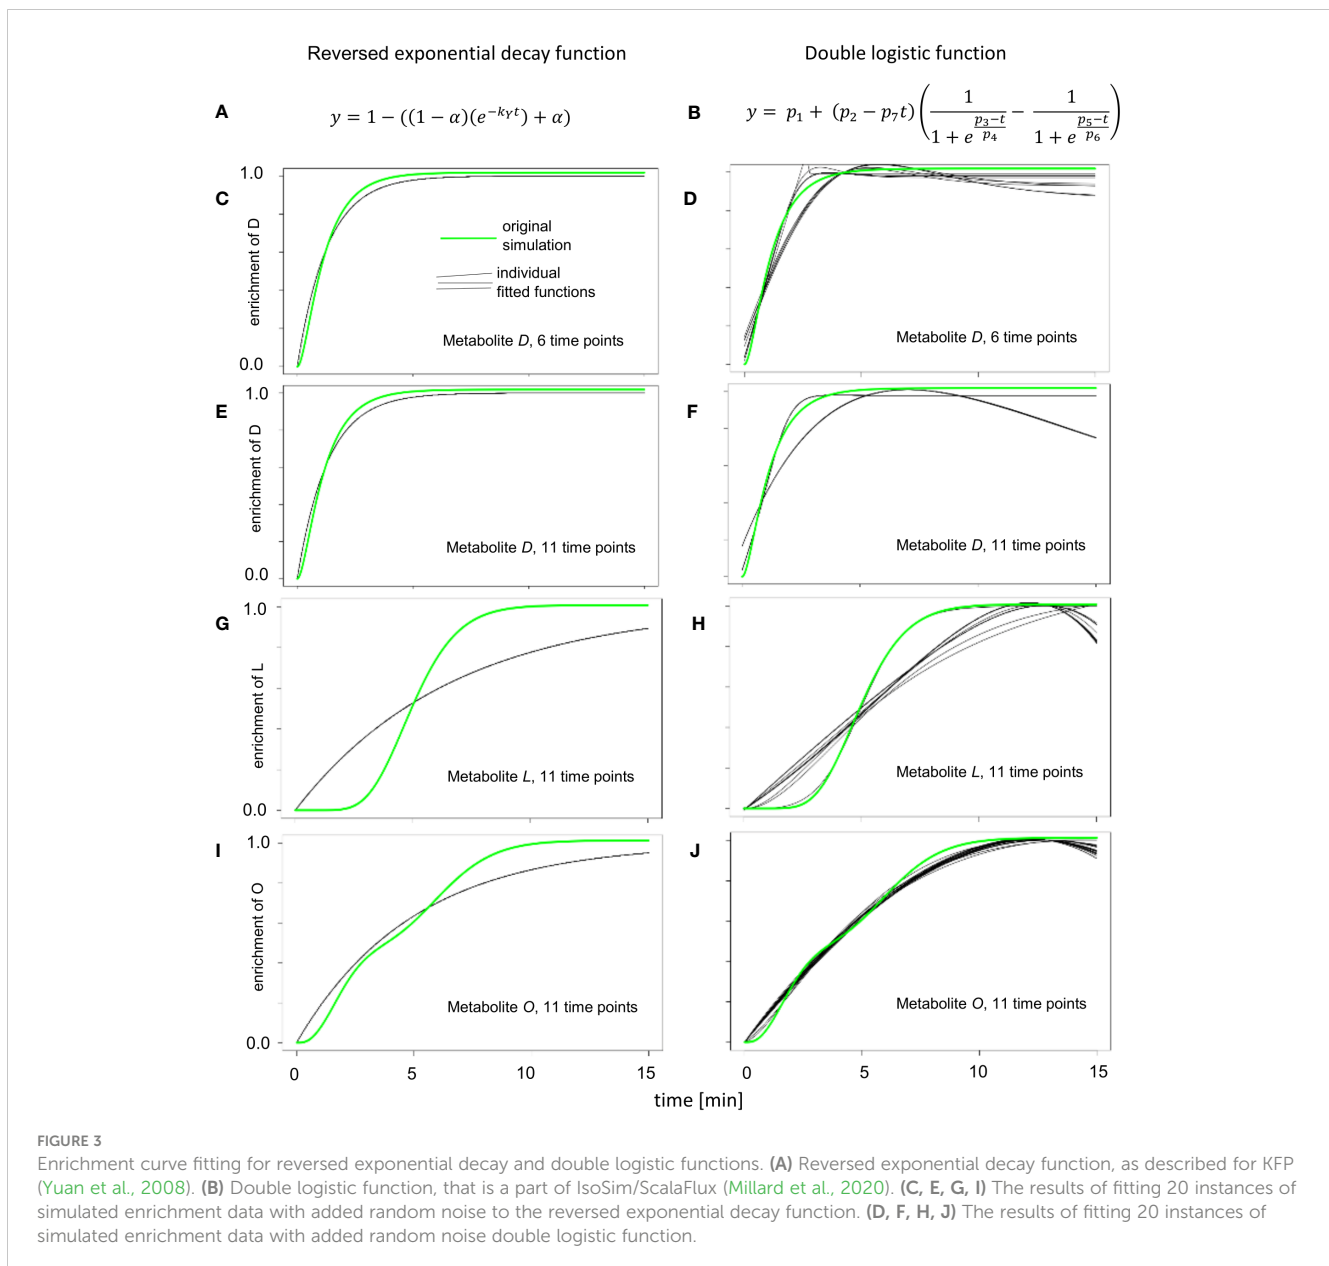 Reversed exponential decay function
Double logistic function
A
y = 1 − ((1 − α)(e^{−k_Y t}) + α)
B
y = p₁ + (p₂ − p₇t) ( 1 / (1 + e^{(p₃−t)/p₄}) − 1 / (1 + e^{(p₅−t)/p₆}) )
C
1.0
enrichment of D
0.0
original
simulation
individual
fitted functions
Metabolite D, 6 time points
D
Metabolite D, 6 time points
E
1.0
enrichment of D
0.0
Metabolite D, 11 time points
F
Metabolite D, 11 time points
G
1.0
enrichment of L
0.0
Metabolite L, 11 time points
H
Metabolite L, 11 time points
I
1.0
enrichment of O
0.0
Metabolite O, 11 time points
J
Metabolite O, 11 time points
0 5 10 15
0 5 10 15
time [min]
FIGURE 3
Enrichment curve fitting for reversed exponential decay and double logistic functions. (A) Reversed exponential decay function, as described for KFP
(Yuan et al., 2008). (B) Double logistic function, that is a part of IsoSim/ScalaFlux (Millard et al., 2020). (C, E, G, I) The results of fitting 20 instances of
simulated enrichment data with added random noise to the reversed exponential decay function. (D, F, H, J) The results of fitting 20 instances of
simulated enrichment data with added random noise double logistic function.